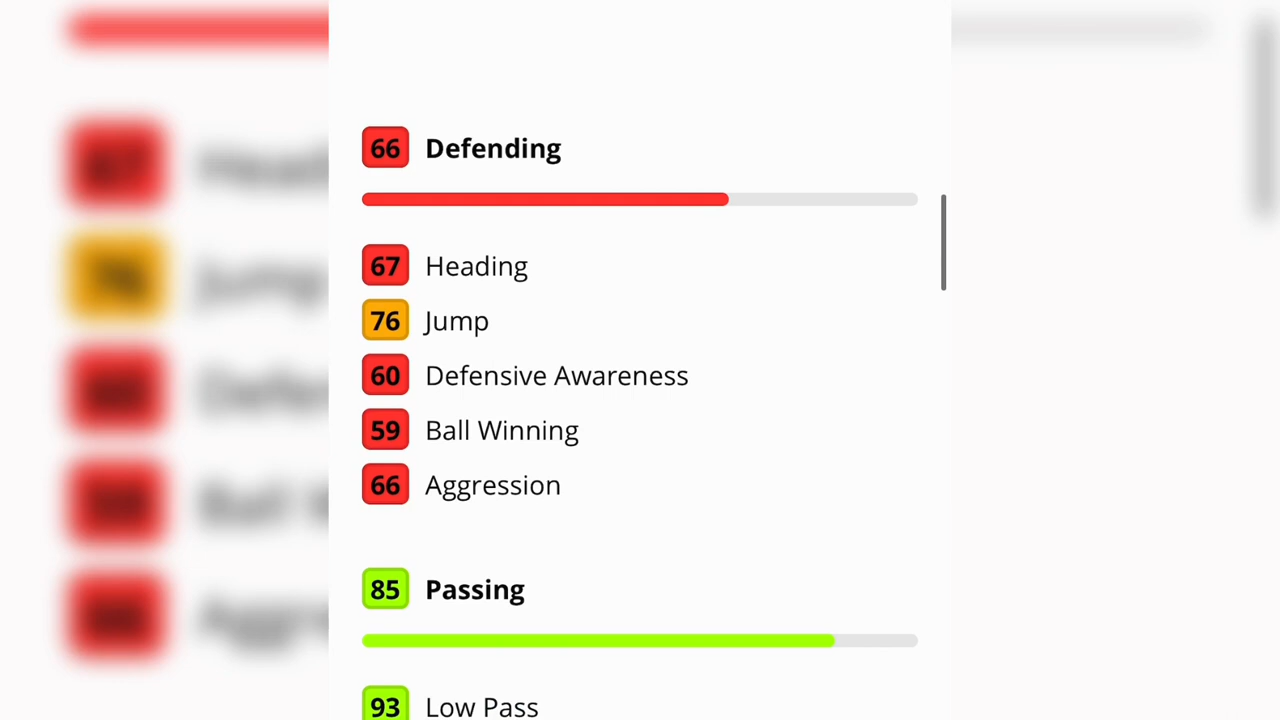 66 Defending
67 Heading
76 Jump
60 Defensive Awareness
59 Ball Winning
66 Aggression
85 Passing
93 Low Pass